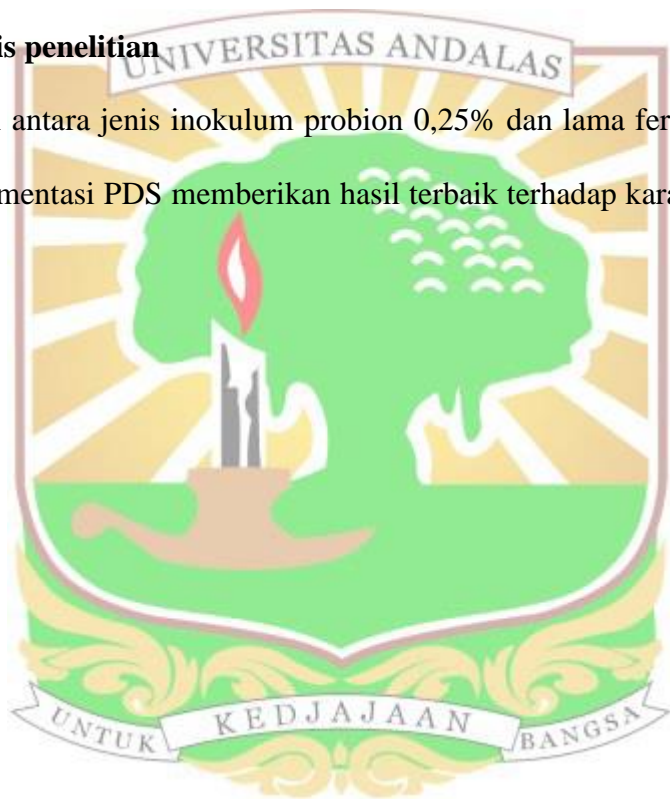 is penelitian
UNIVERSITAS ANDALAS
antara jenis inokulum probion 0,25% dan lama fer
mentasi PDS memberikan hasil terbaik terhadap kara
UNTUK KEDJAJAAN BANGSA